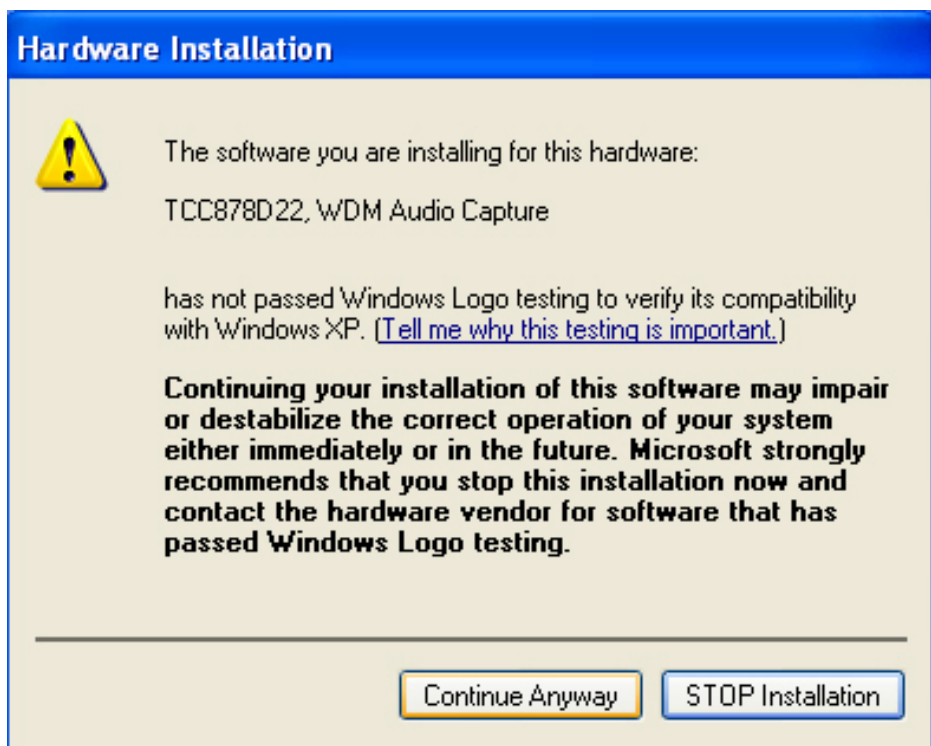 Hardware Installation
The software you are installing for this hardware:
TCC878D22, WDM Audio Capture
has not passed Windows Logo testing to verify its compatibility
with Windows XP. (Tell me why this testing is important.)
Continuing your installation of this software may impair
or destabilize the correct operation of your system
either immediately or in the future. Microsoft strongly
recommends that you stop this installation now and
contact the hardware vendor for software that has
passed Windows Logo testing.
Continue Anyway
STOP Installation